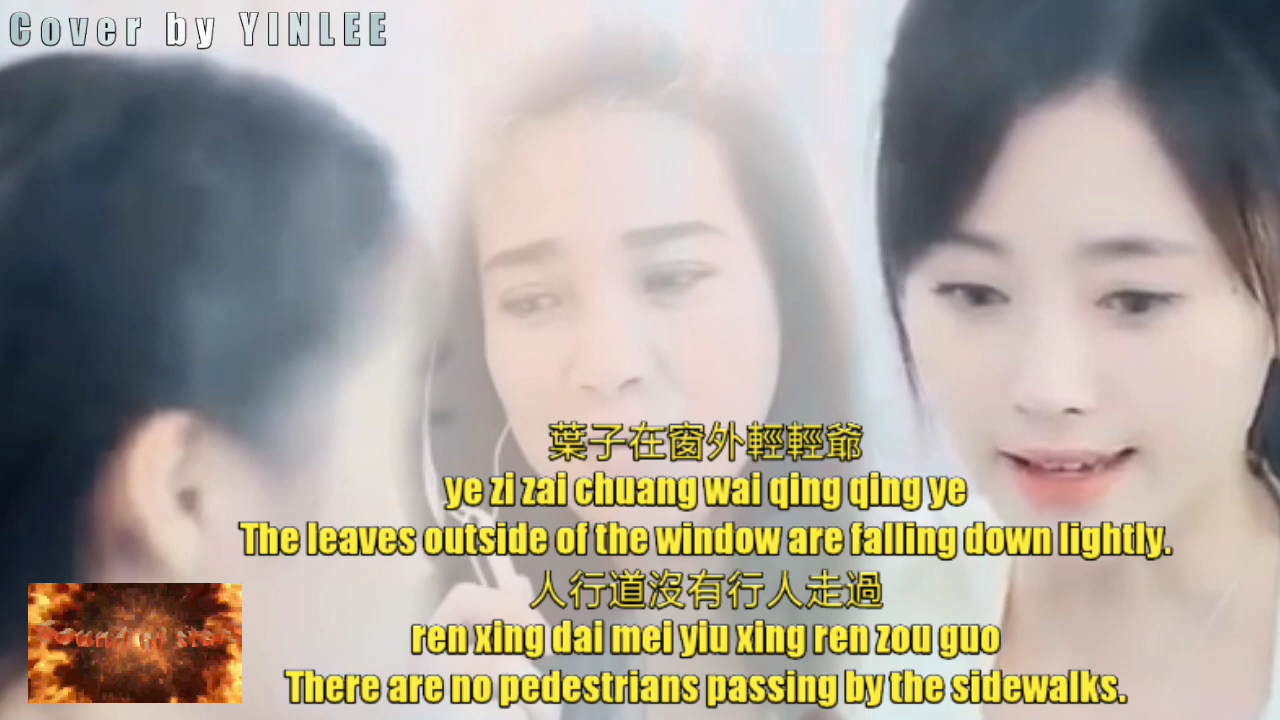 Cover by YINLEE
葉子在窗外輕輕爺
ye zi zai chuang wai qing qing ye
The leaves outside of the window are falling down lightly.
人行道沒有行人走過
ren xing dai mei yiu xing ren zou guo
There are no pedestrians passing by the sidewalks.